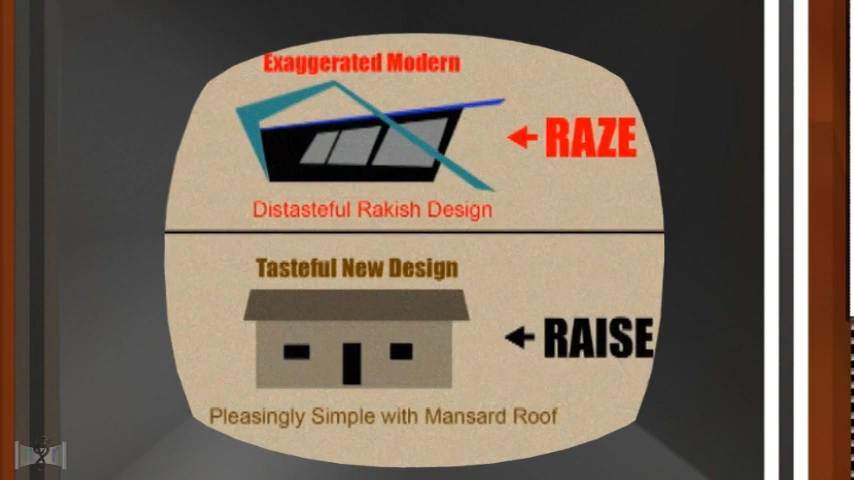 Exaggerated Modern
RAZE
Distasteful Rakish Design
Tasteful New Design
RAISE
Pleasingly Simple with Mansard Roof